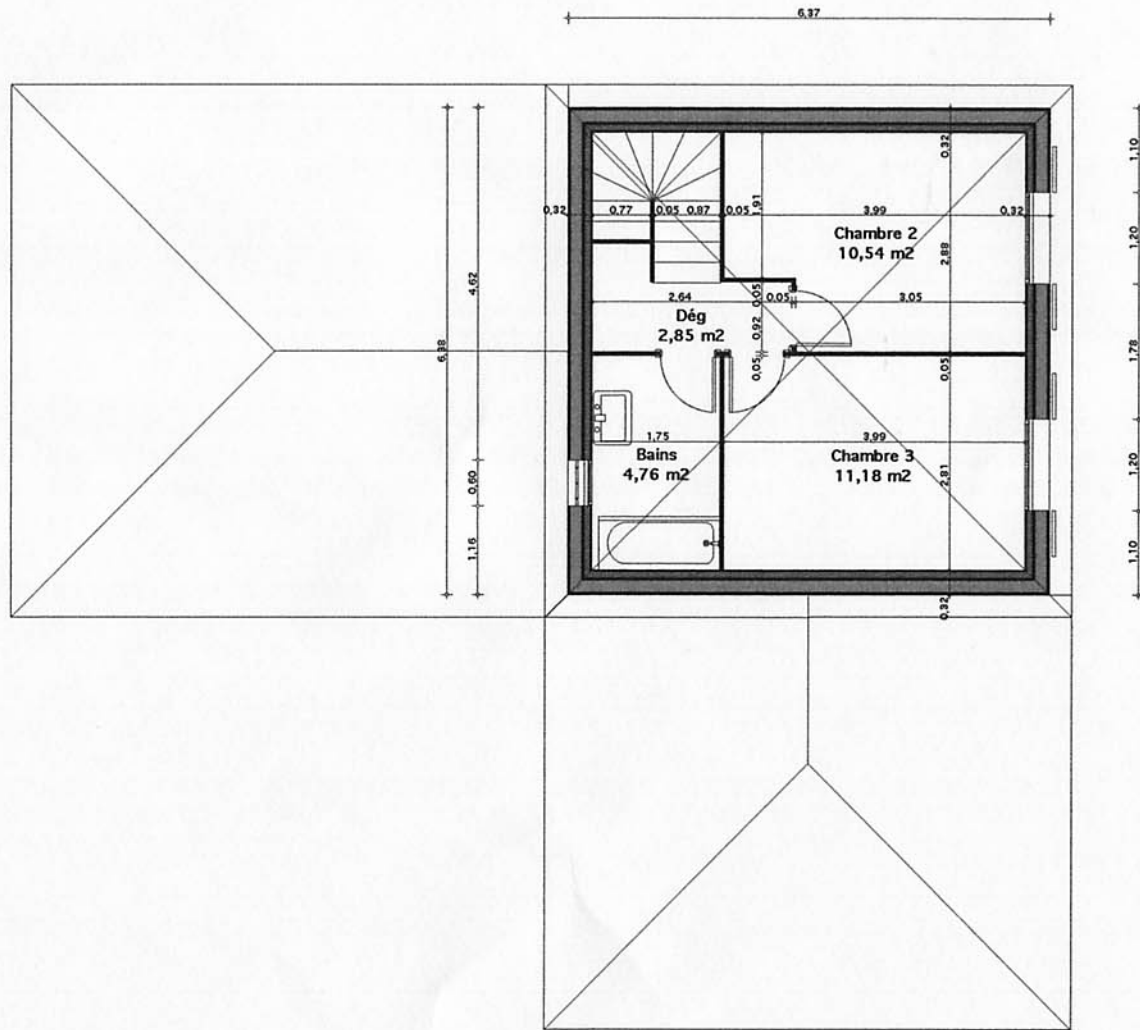 6,37
1,10
0,32
1,91
0,32 0,77 0,05 0,87 0,05 3,99 0,32
1,20
Chambre 2
10,54 m2
2,88
4,62
2,64 0,05 0,05 3,05
Dég
2,85 m2
0,92
6,38
1,78
0,05 0,05
1,75 3,99
Bains
4,76 m2
Chambre 3
11,18 m2
2,81
0,60
1,20
1,16
1,10
0,32